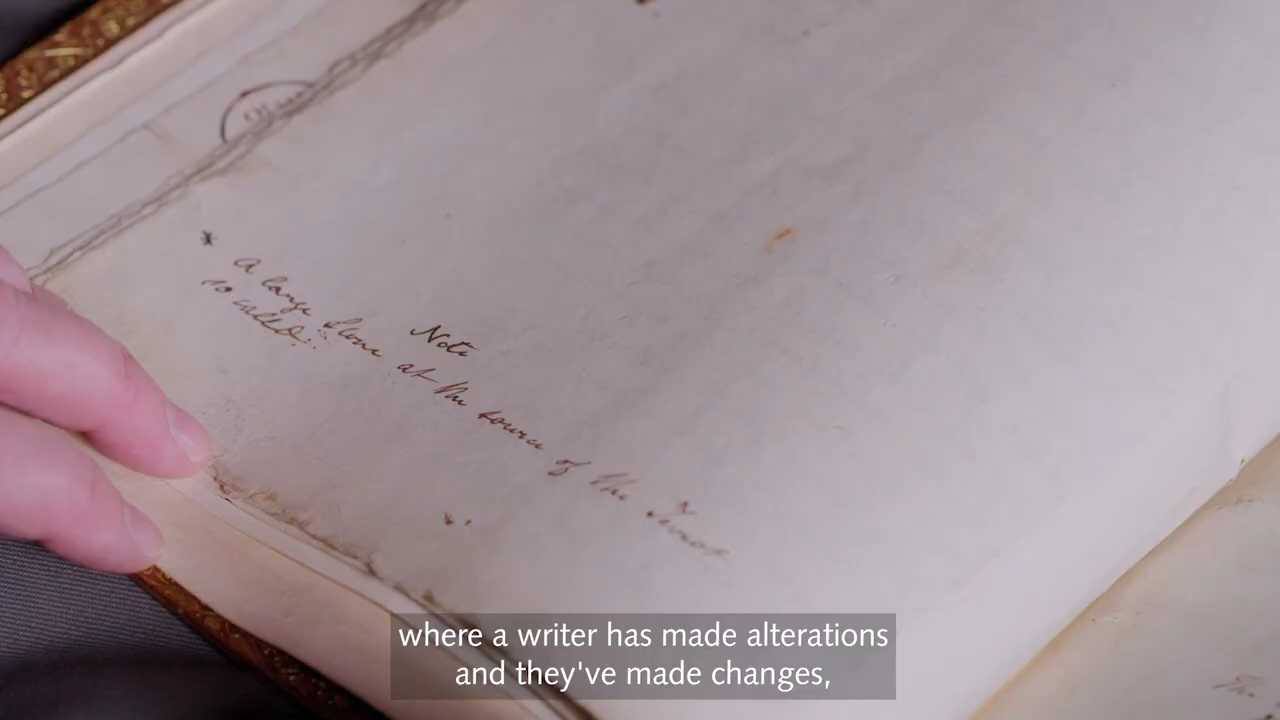 Note
* A large stone at the source of the
so called.
where a writer has made alterations
and they've made changes,